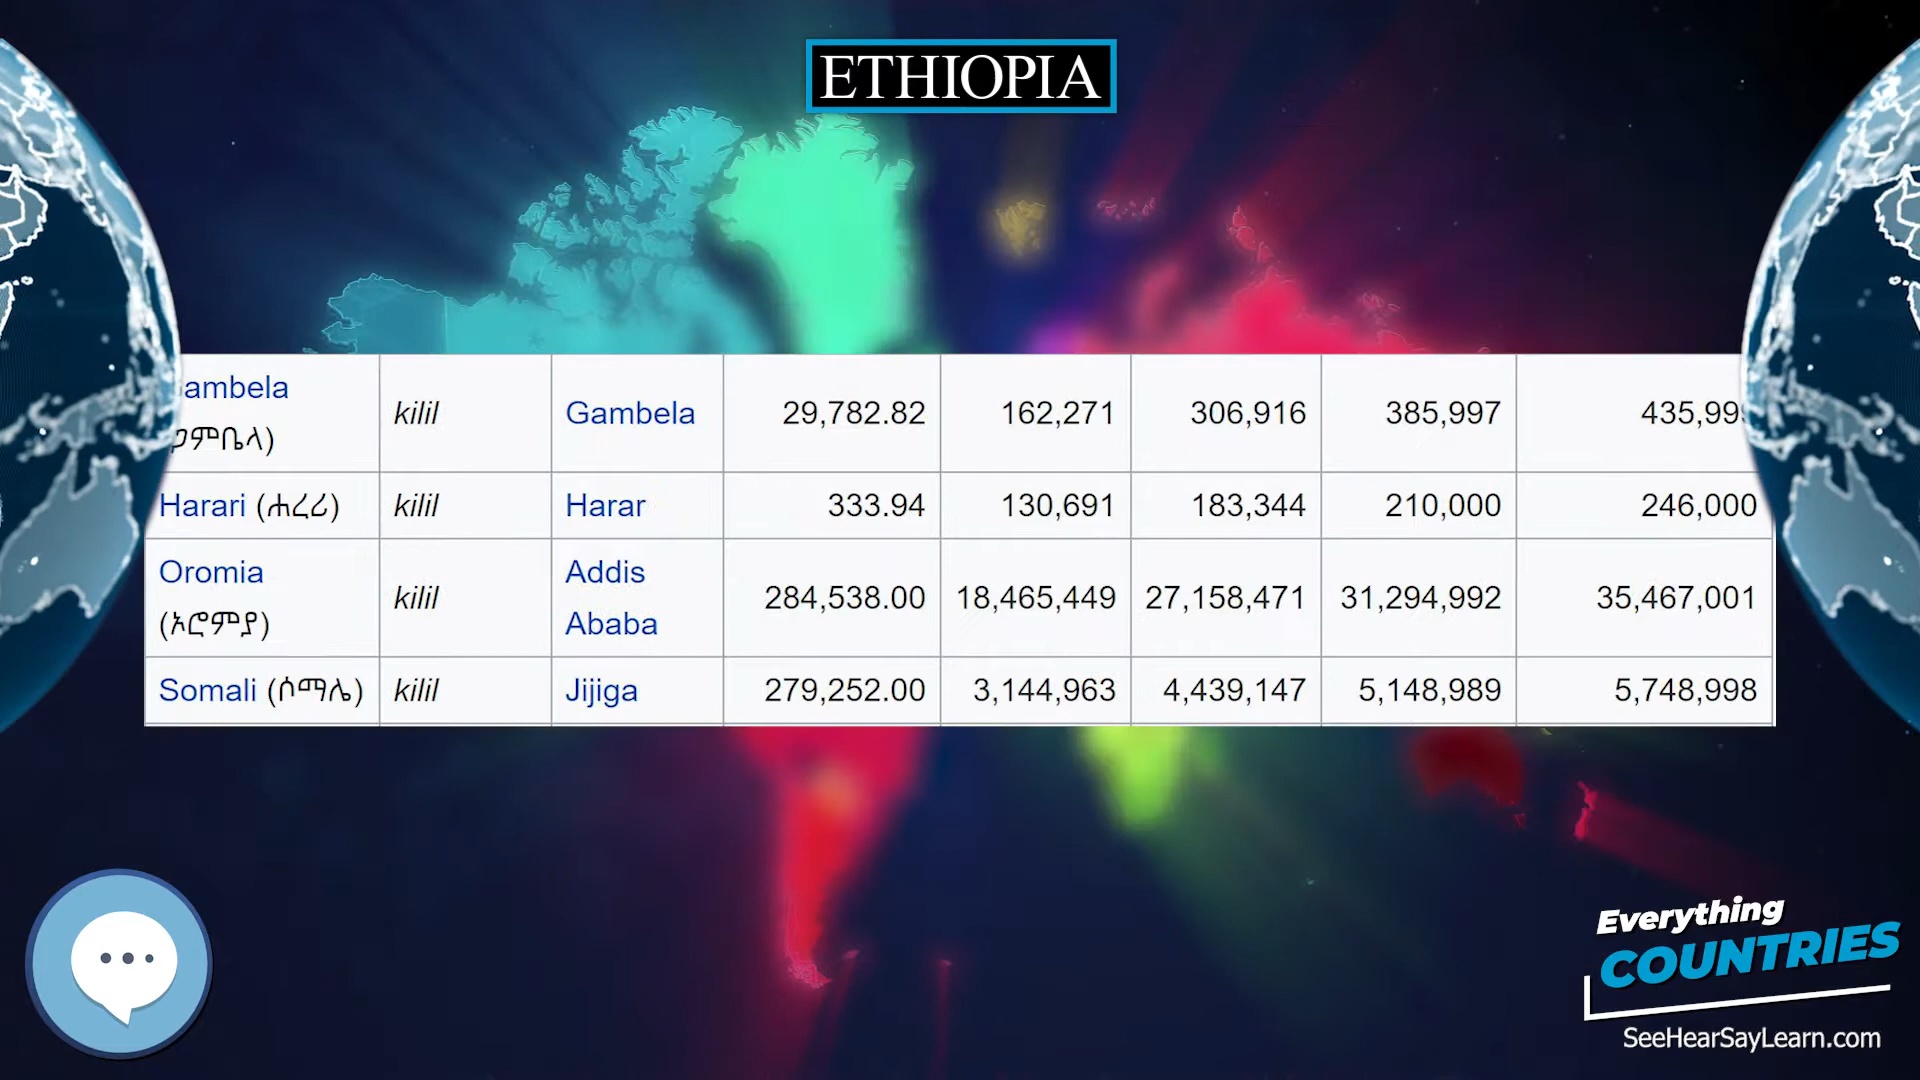 ETHIOPIA
ambela kilil Gambela 29,782.82 162,271 306,916 385,997 435,999
ጋምቤላ)
Harari (ሐረሪ) kilil Harar 333.94 130,691 183,344 210,000 246,000
Oromia kilil Addis 284,538.00 18,465,449 27,158,471 31,294,992 35,467,001
(ኦሮምያ) Ababa
Somali (ሶማሌ) kilil Jijiga 279,252.00 3,144,963 4,439,147 5,148,989 5,748,998
Everything
COUNTRIES
SeeHearSayLearn.com